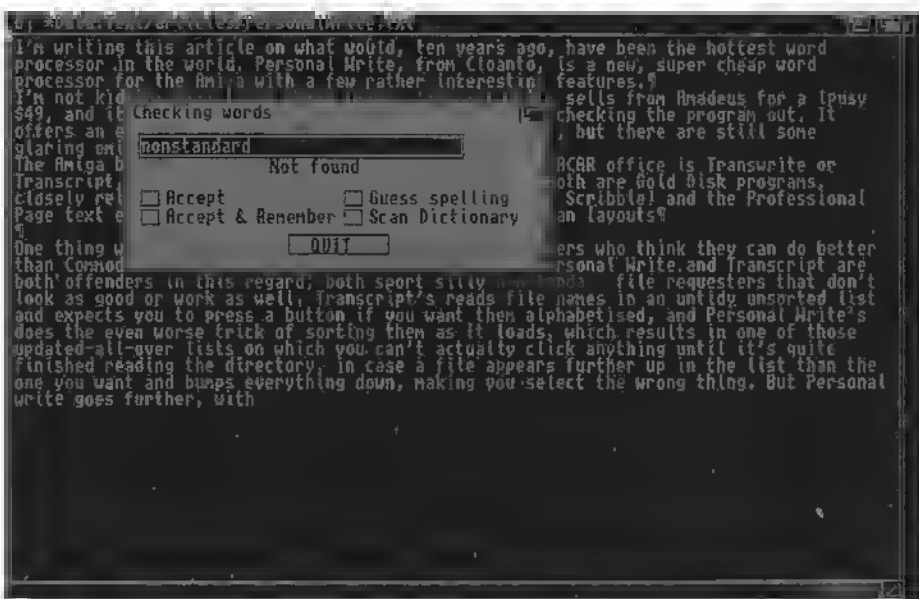 I'm writing this article on what would, ten years ago, have been the hottest word
processor in the world. Personal Write, from Cloanto, is a new, super cheap word
processor for the Amiga with a few rather interesting features.¶
I'm not kid sells from Amadeus for a lousy
$49, and it checking the program out. It
offers an e , but there are still some
glaring omi
The Amiga b ACAR office is Transwrite or
Transcript, oth are Gold Disk programs,
closely rel Scribble! and the Professional
Page text e an layouts¶
¶
One thing w ers who think they can do better
than Commod rsonal Write and Transcript are
both offenders in this regard; both sport silly file requesters that don't
look as good or work as well. Transcript's reads file names in an untidy unsorted list
and expects you to press a button if you want them alphabetised, and Personal Write's
does the even worse trick of sorting them as it loads, which results in one of those
updated-all-over lists on which you can't actually click anything until it's quite
finished reading the directory, in case a file appears further up in the list than the
one you want and bumps everything down, making you select the wrong thing. But Personal
write goes further, with
Checking words
nonstandard
Not found
Accept Guess spelling
Accept & Remember Scan Dictionary
QUIT